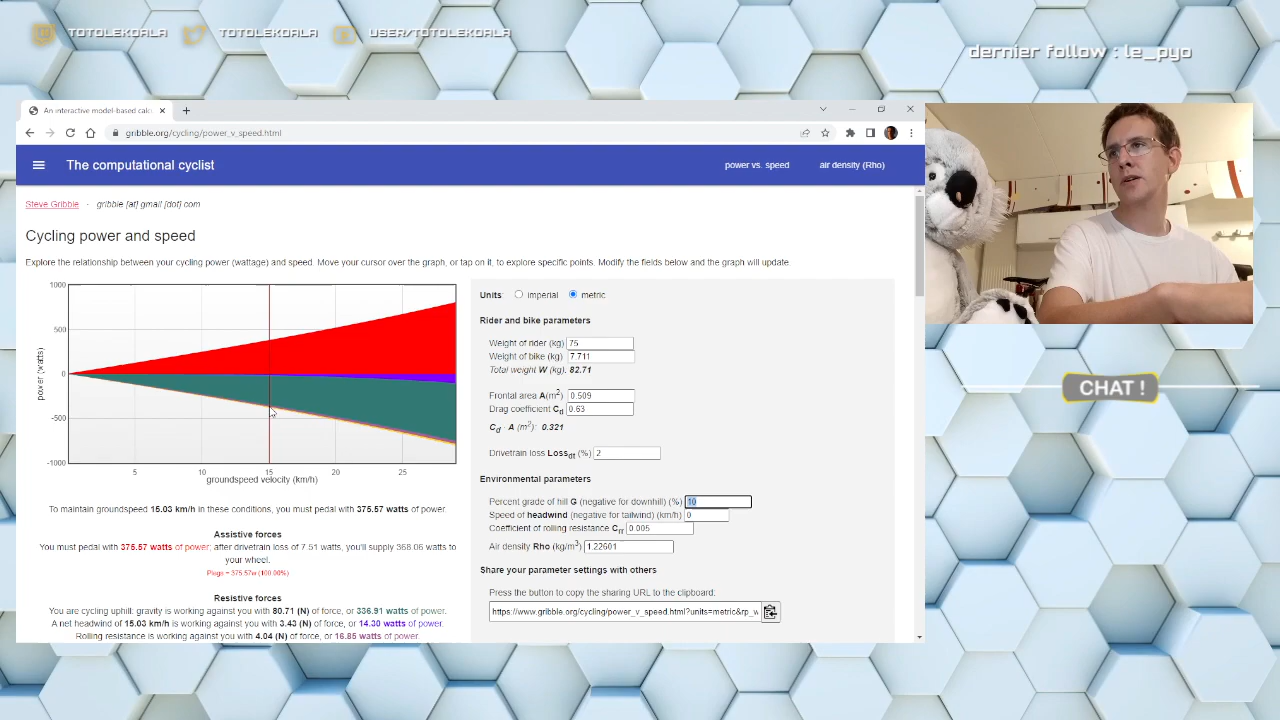 TOTOLEKOALA
TOTOLEKOALA
USER/TOTOLEKOALA
dernier follow : le_pyo
An interactive model-based calcu
gribble.org/cycling/power_v_speed.html
The computational cyclist
power vs. speed
air density (Rho)
Steve Gribble - gribble [at] gmail [dot] com
Cycling power and speed
Explore the relationship between your cycling power (wattage) and speed. Move your cursor over the graph, or tap on it, to explore specific points. Modify the fields below and the graph will update.
1000
500
0
-500
-1000
power (watts)
5 10 15 20 25
groundspeed velocity (km/h)
To maintain groundspeed 15.03 km/h in these conditions, you must pedal with 375.57 watts of power.
Assistive forces
You must pedal with 375.57 watts of power; after drivetrain loss of 7.51 watts, you'll supply 368.06 watts to
your wheel.
Plegs = 375.57w (100.00%)
Resistive forces
You are cycling uphill: gravity is working against you with 80.71 (N) of force, or 336.91 watts of power.
A net headwind of 15.03 km/h is working against you with 3.43 (N) of force, or 14.30 watts of power.
Rolling resistance is working against you with 4.04 (N) of force, or 16.85 watts of power.
Units: imperial metric
Rider and bike parameters
Weight of rider (kg) 75
Weight of bike (kg) 7.711
Total weight W (kg): 82.71
Frontal area A(m2) 0.509
Drag coefficient Cd 0.63
Cd · A (m2): 0.321
Drivetrain loss Lossdt (%) 2
Environmental parameters
Percent grade of hill G (negative for downhill) (%) 10
Speed of headwind (negative for tailwind) (km/h) 0
Coefficient of rolling resistance Crr 0.005
Air density Rho (kg/m3) 1.22601
Share your parameter settings with others
Press the button to copy the sharing URL to the clipboard:
https://www.gribble.org/cycling/power_v_speed.html?units=metric&rp_w
CHAT !